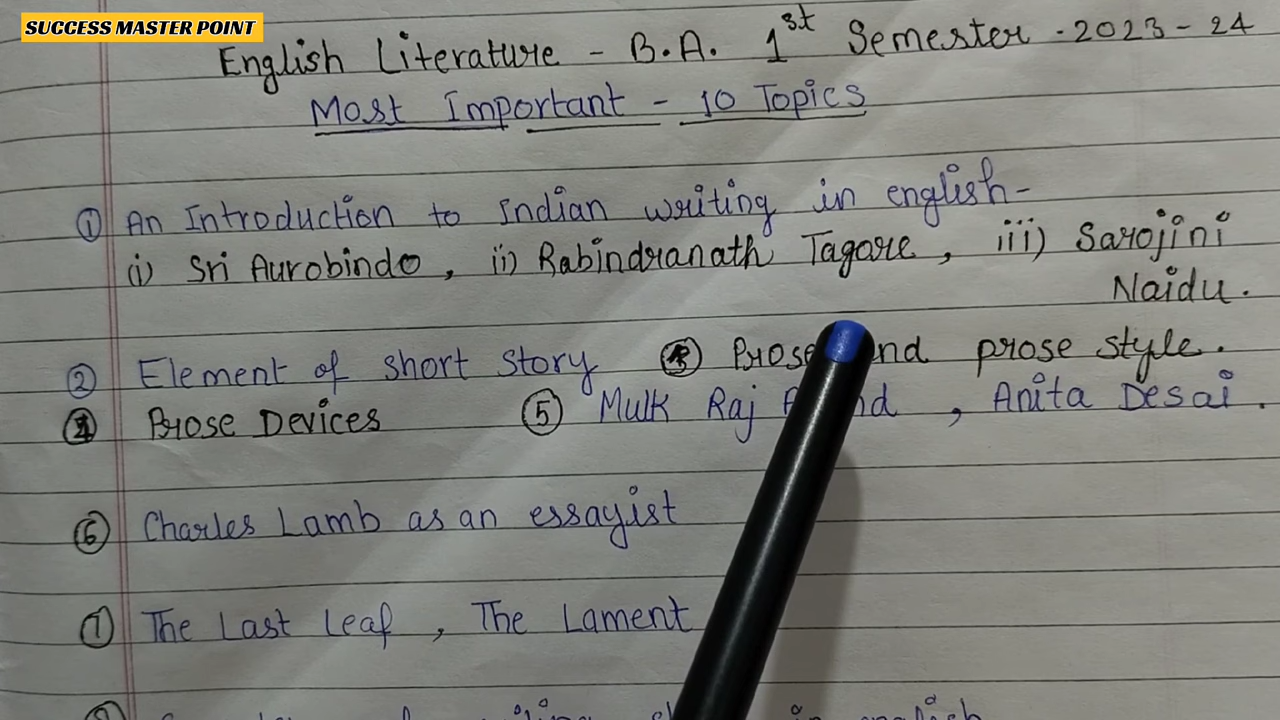 SUCCESS MASTER POINT
English Literature - B.A. 1st Semester - 2023-24
Most Important - 10 Topics
① An Introduction to Indian writing in english-
(i) Sri Aurobindo, ii) Rabindranath Tagore, iii) Sarojini
Naidu.
② Element of short story ③ Prose and prose style.
④ Prose Devices ⑤ Mulk Raj Anand, Anita Desai.
⑥ Charles Lamb as an essayist
⑦ The Last Leaf, The Lament
in english